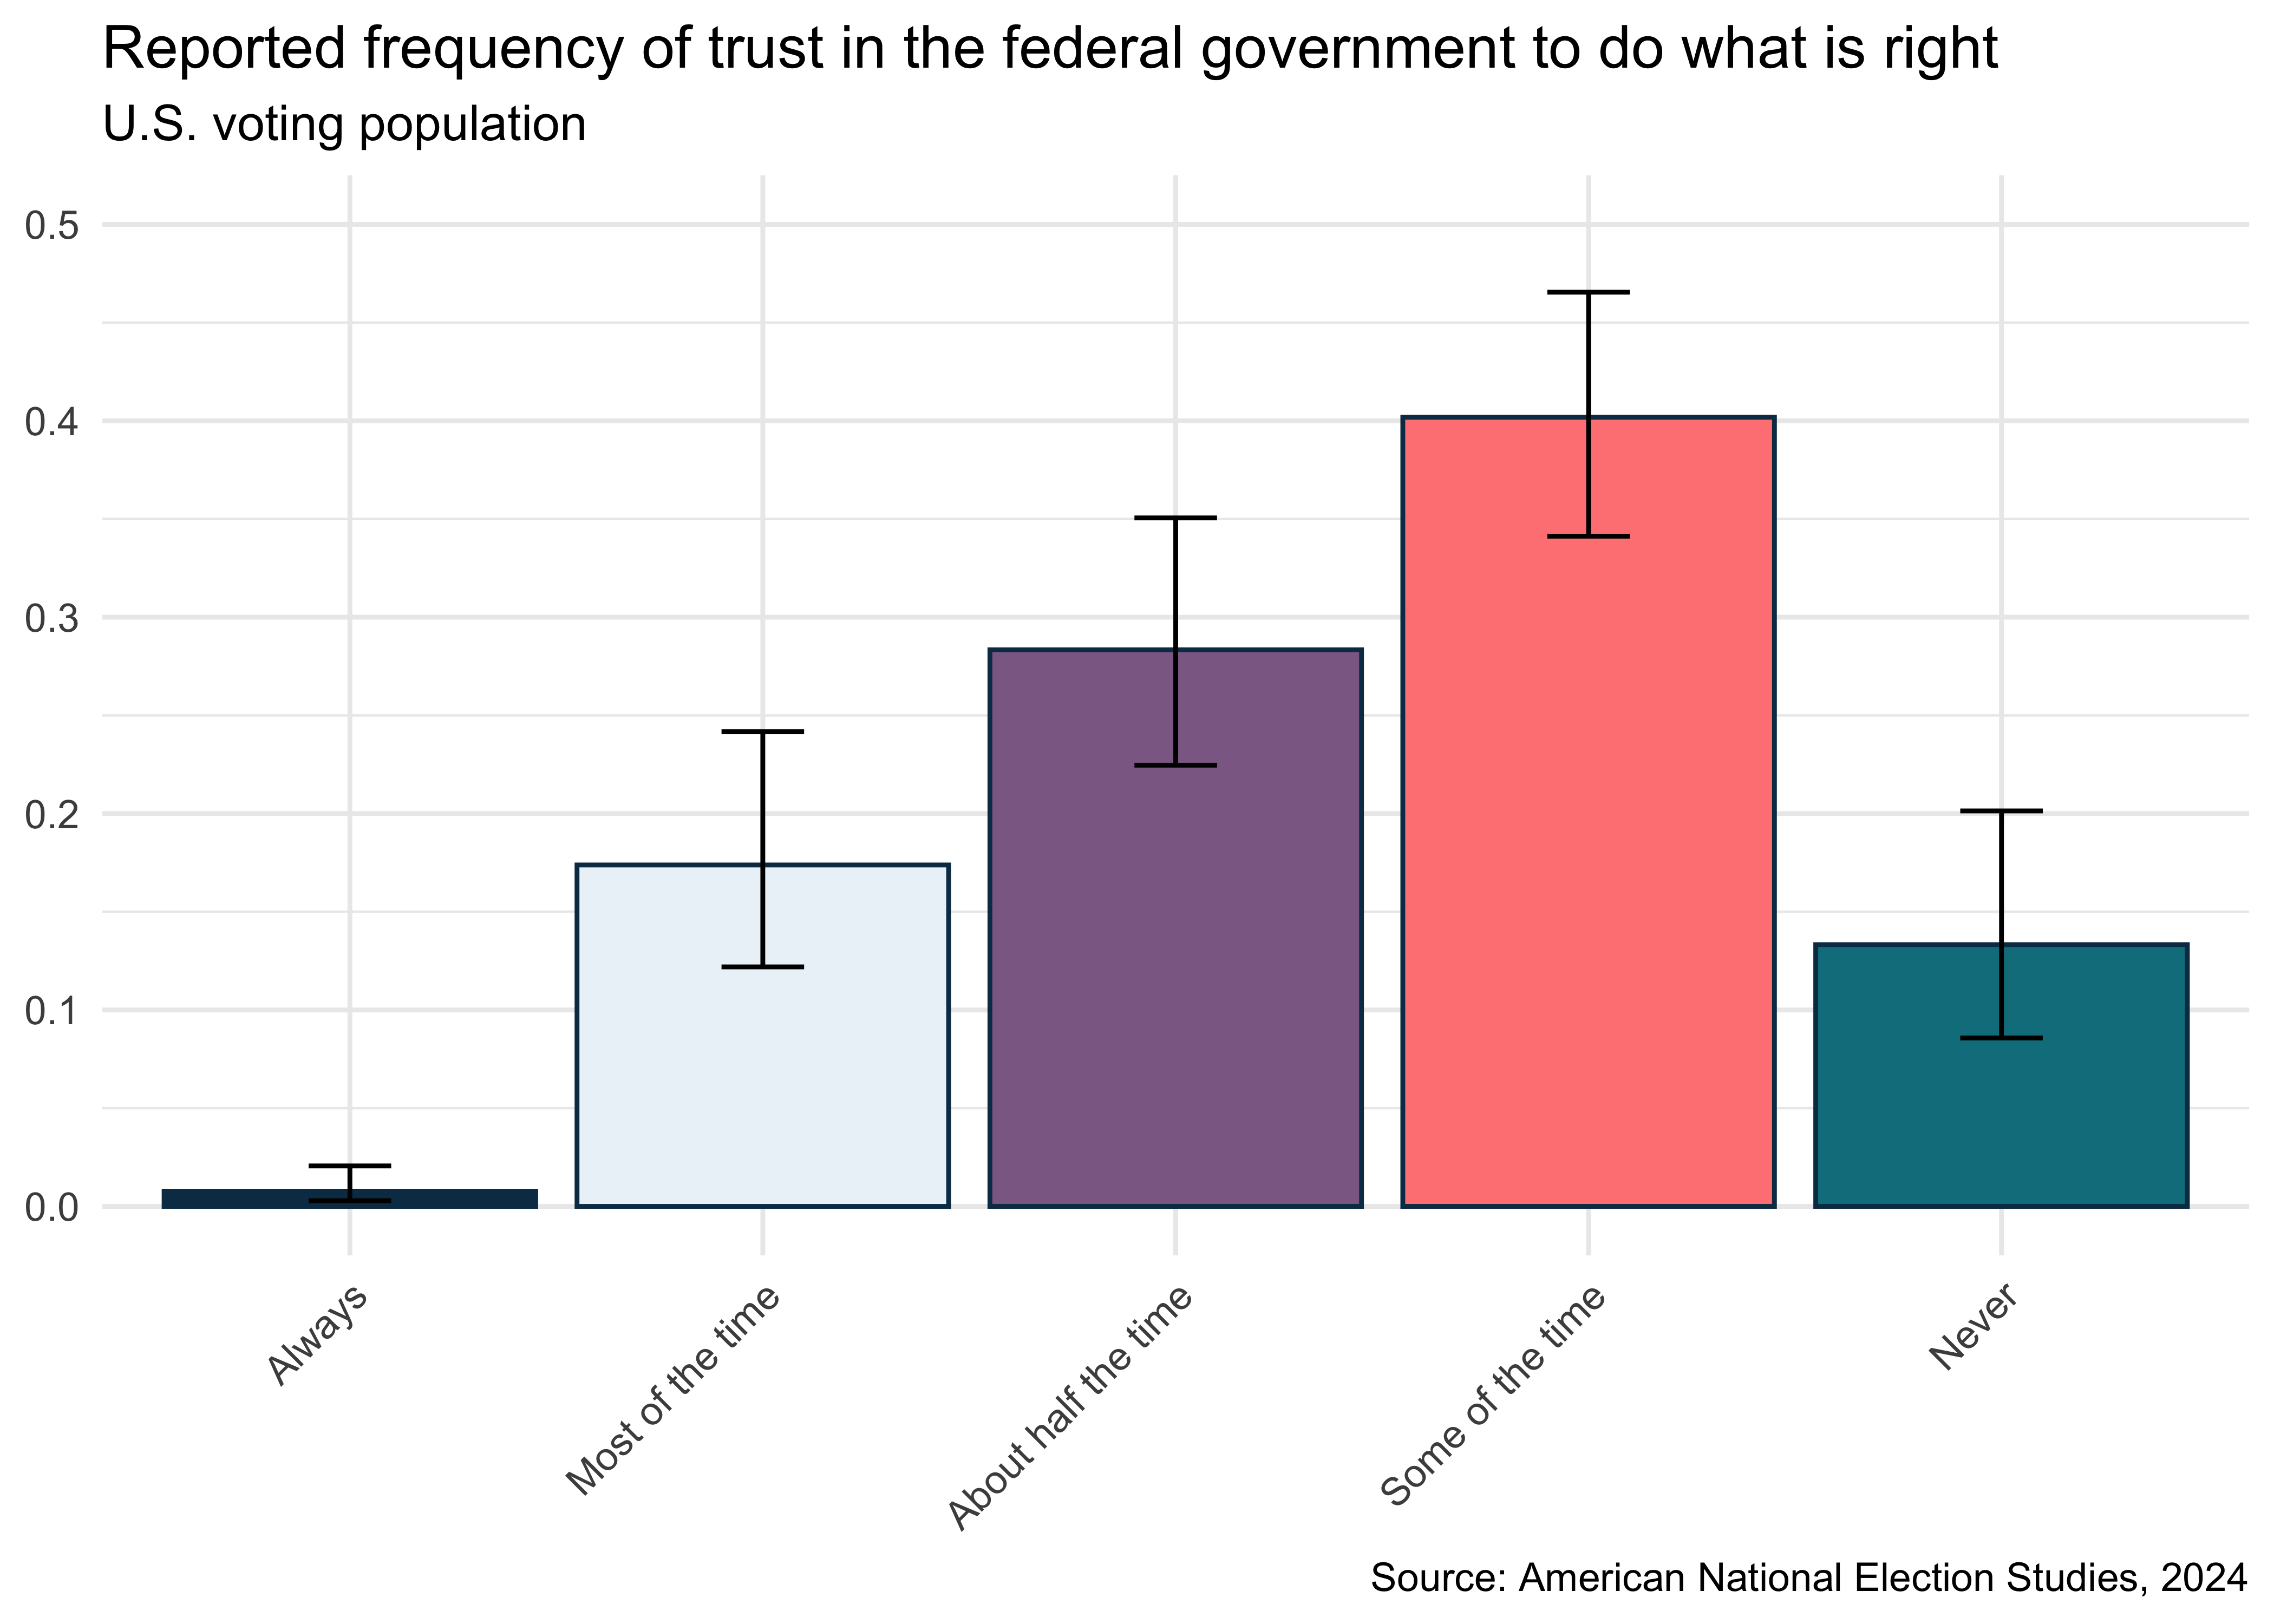 Reported frequency of trust in the federal government to do what is right
U.S. voting population
0.5
0.4
0.3
0.2
0.1
0.0
Always
Most of the time
About half the time
Some of the time
Never
Source: American National Election Studies, 2024